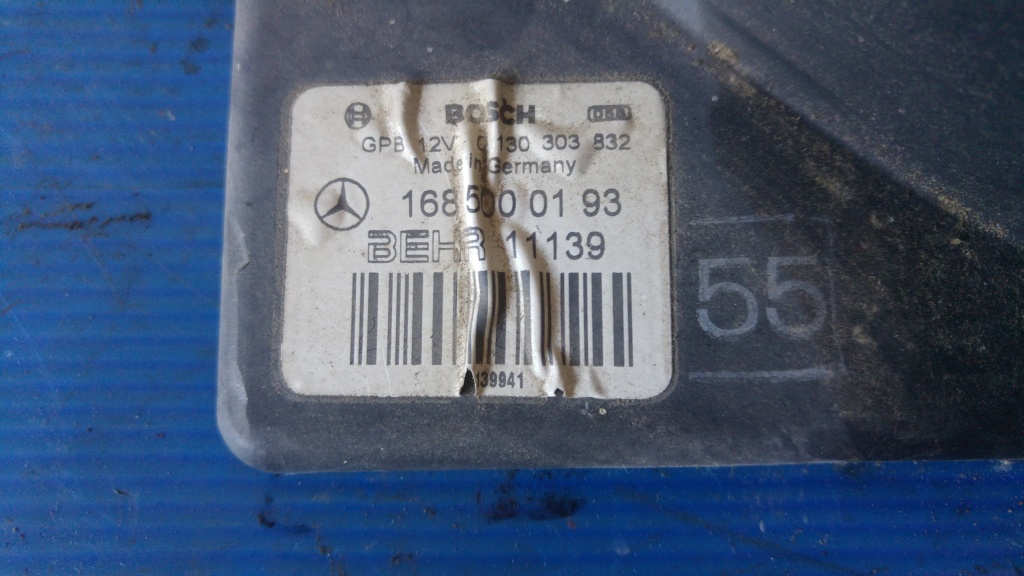 BOSCH
GPB 12V 0 130 303 832
Made in Germany
168 500 01 93
BEHR 11139
139941
55